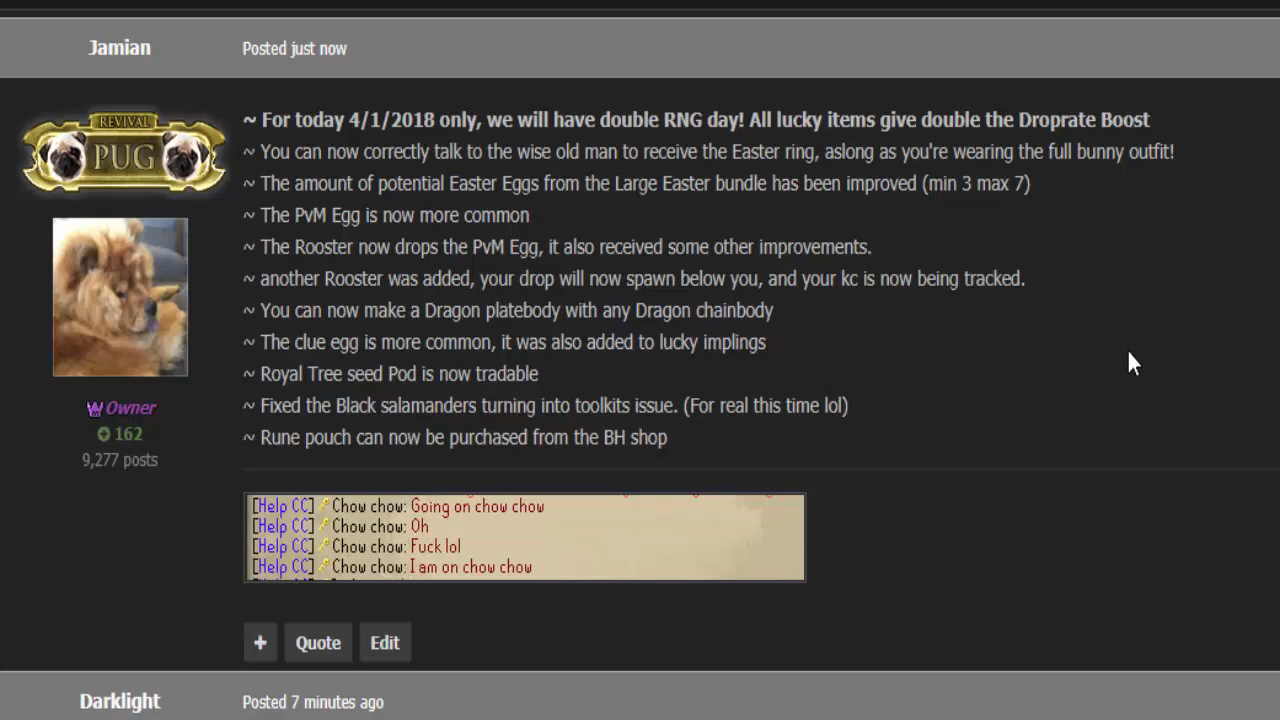 Jamian
Posted just now
REVIVAL
PUG
~ For today 4/1/2018 only, we will have double RNG day! All lucky items give double the Droprate Boost
~ You can now correctly talk to the wise old man to receive the Easter ring, aslong as you're wearing the full bunny outfit!
~ The amount of potential Easter Eggs from the Large Easter bundle has been improved (min 3 max 7)
~ The PvM Egg is now more common
~ The Rooster now drops the PvM Egg, it also received some other improvements.
~ another Rooster was added, your drop will now spawn below you, and your kc is now being tracked.
~ You can now make a Dragon platebody with any Dragon chainbody
~ The clue egg is more common, it was also added to lucky implings
~ Royal Tree seed Pod is now tradable
~ Fixed the Black salamanders turning into toolkits issue. (For real this time lol)
~ Rune pouch can now be purchased from the BH shop
Owner
162
9,277 posts
[Help CC] Chow chow: Going on chow chow
[Help CC] Chow chow: Oh
[Help CC] Chow chow: Fuck lol
[Help CC] Chow chow: I am on chow chow
+ Quote Edit
Darklight
Posted 7 minutes ago